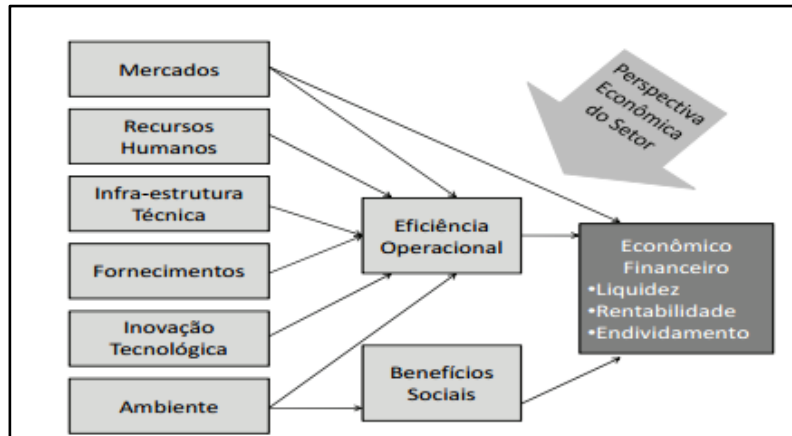 Mercados
Recursos
Humanos
Infra-estrutura
Técnica
Fornecimentos
Inovação
Tecnológica
Ambiente
Eficiência
Operacional
Benefícios
Sociais
Perspectiva
Econômica
do Setor
Econômico
Financeiro
•Liquidez
•Rentabilidade
•Endividamento